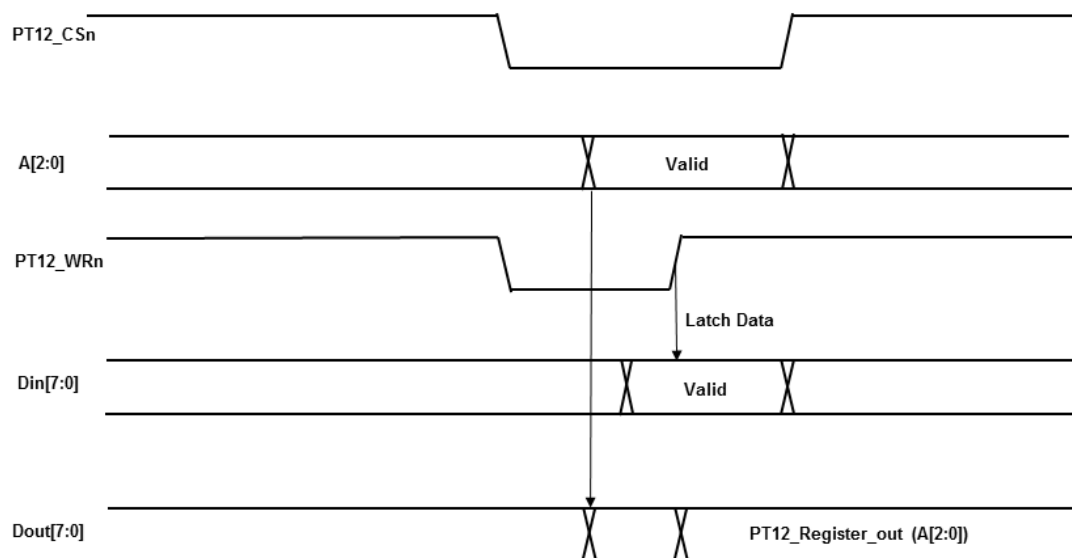 PT12_CSn
A[2:0]
Valid
PT12_WRn
Latch Data
Din[7:0]
Valid
Dout[7:0]
PT12_Register_out (A[2:0])